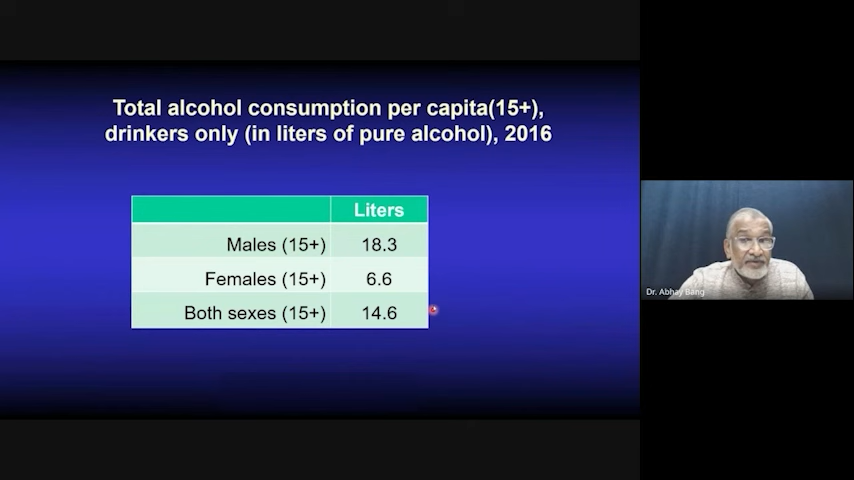 Total alcohol consumption per capita(15+),
drinkers only (in liters of pure alcohol), 2016
Liters
Males (15+) 18.3
Females (15+) 6.6
Both sexes (15+) 14.6
Dr. Abhay Bang